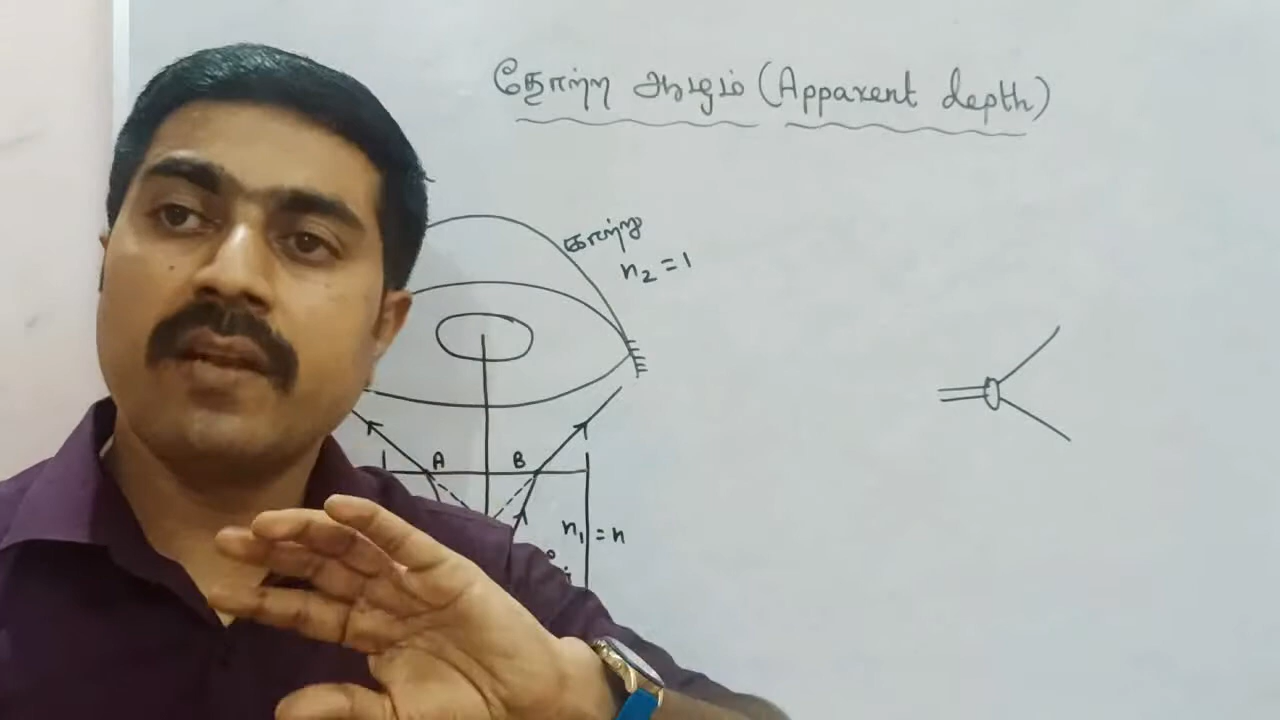 தோற்ற ஆழம் (Apparent depth)
காற்று
n₂ = 1
A B
n₁ = n